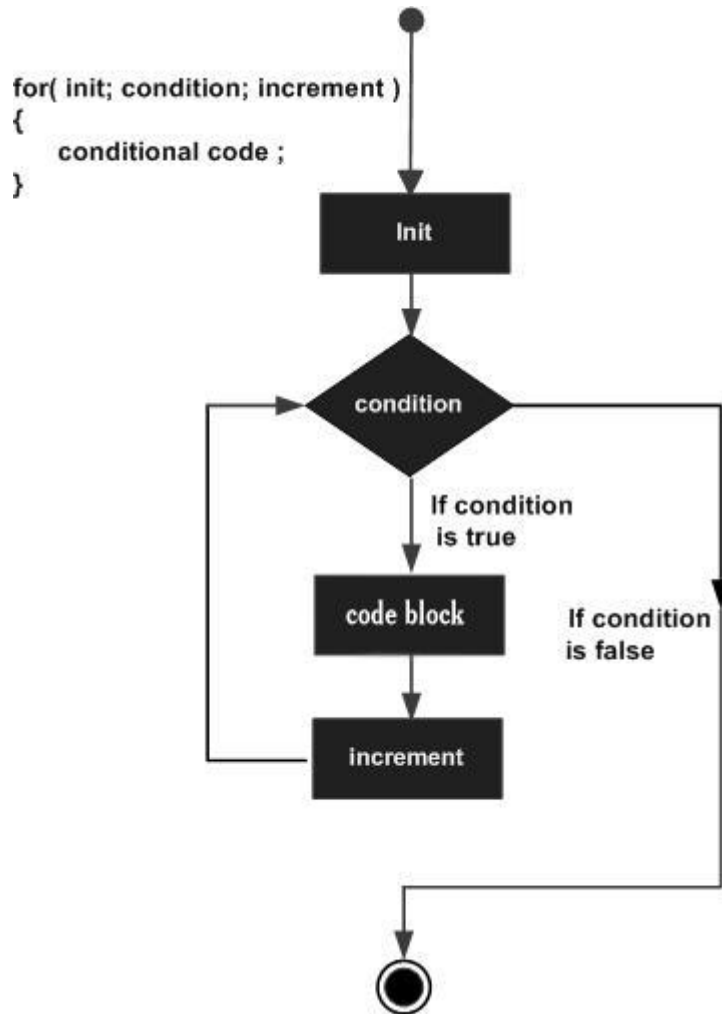 for( init; condition; increment )
{
conditional code ;
}
Init
condition
If condition
is true
code block
If condition
is false
increment